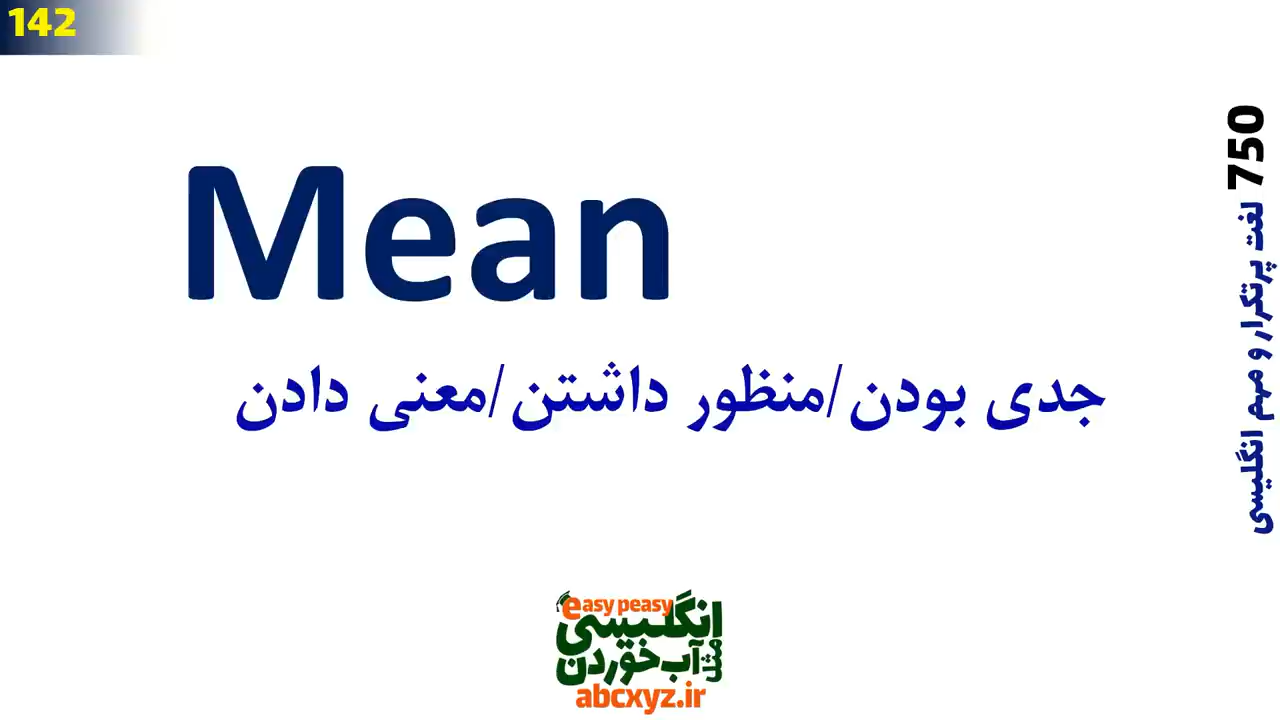 142
Mean
جدی بودن/منظور داشتن/معنی دادن
750 لغت پرتکرار و مهم انگلیسی
easy peasy
انگلیسی
مثل آب خوردن
abcxyz.ir